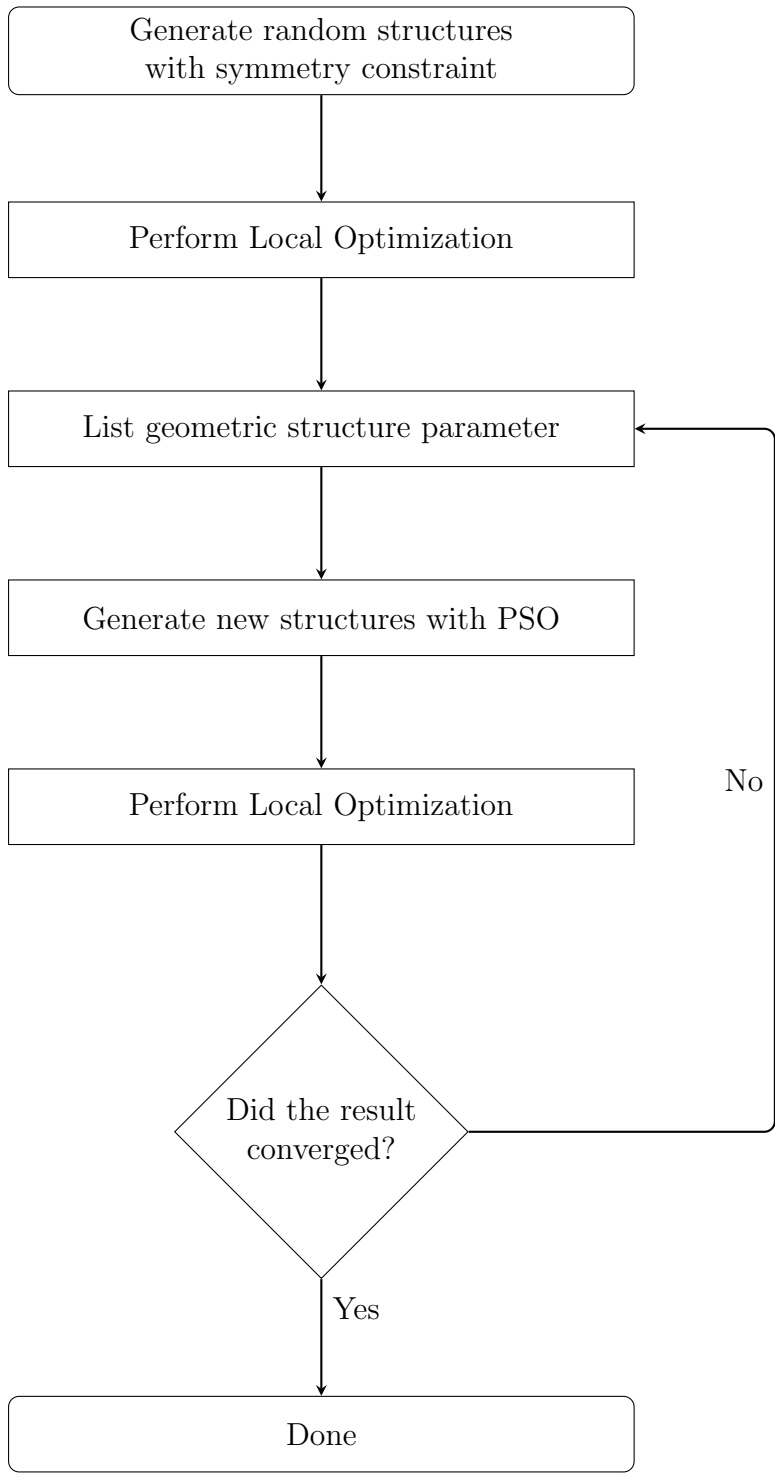 Generate random structures
with symmetry constraint
Perform Local Optimization
List geometric structure parameter
Generate new structures with PSO
Perform Local Optimization
No
Did the result
converged?
Yes
Done